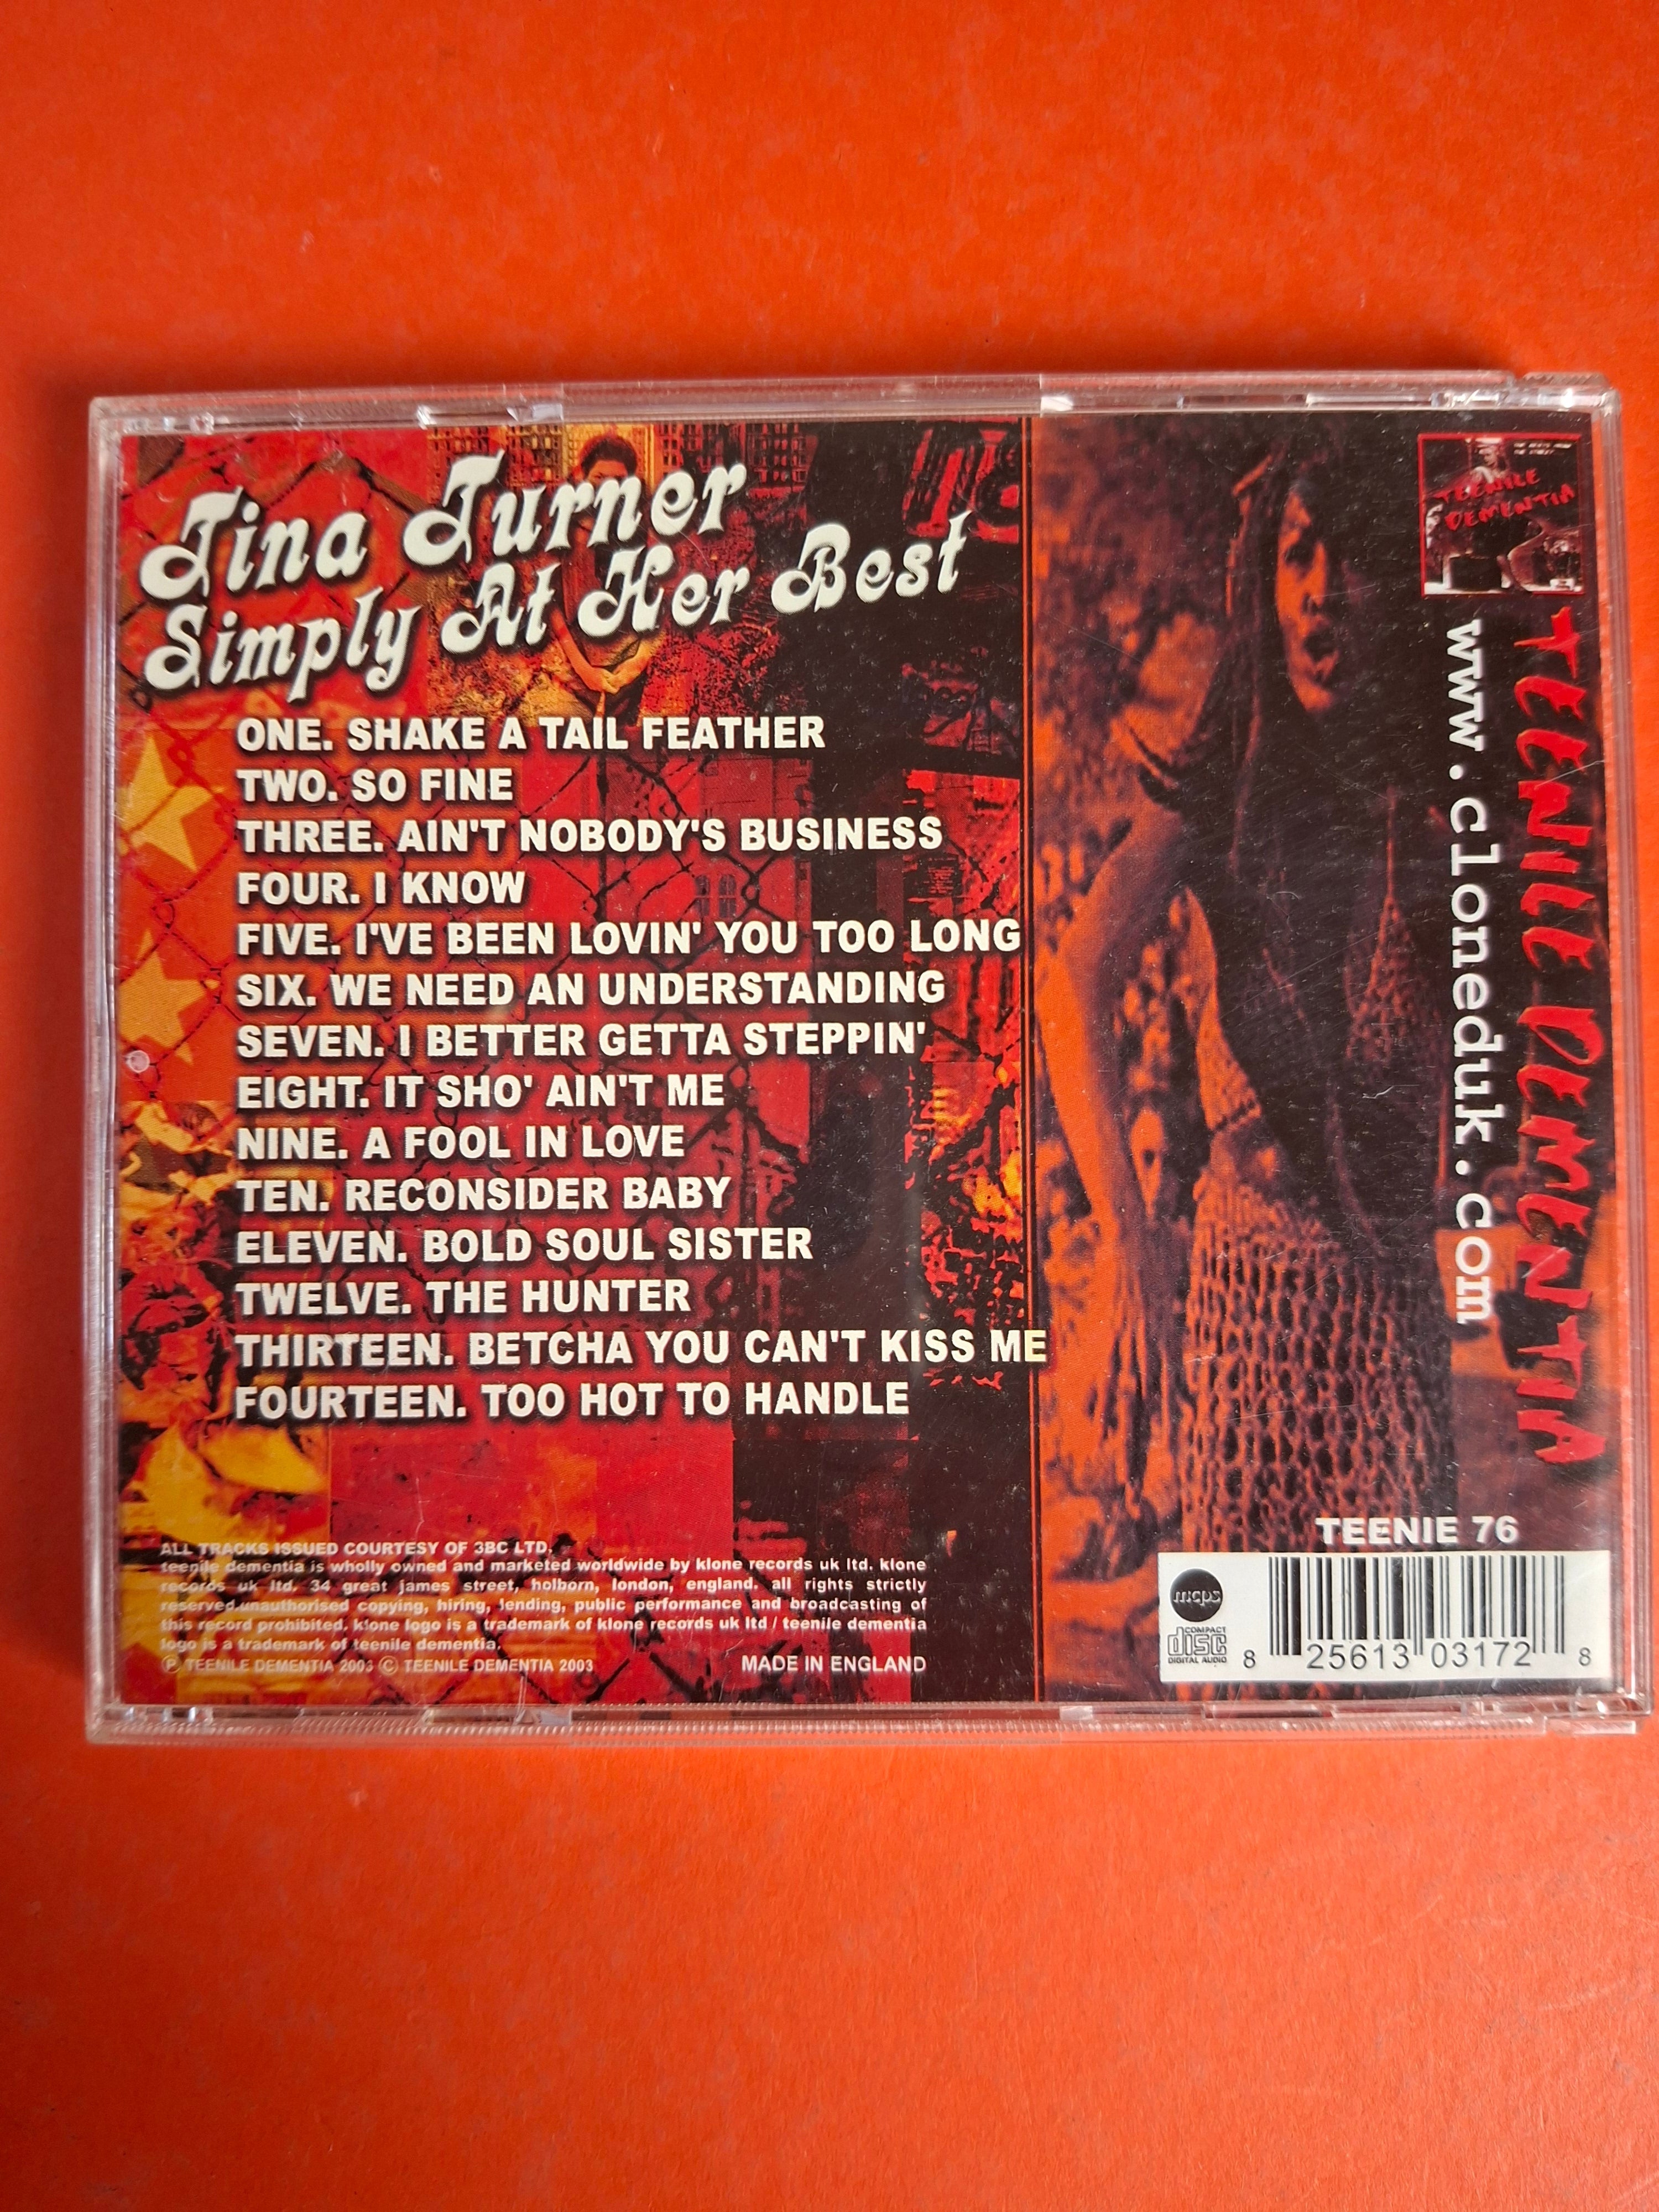 Tina Turner
Simply At Her Best
ONE. SHAKE A TAIL FEATHER
TWO. SO FINE
THREE. AIN'T NOBODY'S BUSINESS
FOUR. I KNOW
FIVE. I'VE BEEN LOVIN' YOU TOO LONG
SIX. WE NEED AN UNDERSTANDING
SEVEN. I BETTER GETTA STEPPIN'
EIGHT. IT SHO' AIN'T ME
NINE. A FOOL IN LOVE
TEN. RECONSIDER BABY
ELEVEN. BOLD SOUL SISTER
TWELVE. THE HUNTER
THIRTEEN. BETCHA YOU CAN'T KISS ME
FOURTEEN. TOO HOT TO HANDLE
ALL TRACKS ISSUED COURTESY OF 3BC LTD.
teenile dementia is wholly owned and marketed worldwide by klone records uk ltd. klone
records uk ltd. 34 great james street, holborn, london, england. all rights strictly
reserved.unauthorised copying, hiring, lending, public performance and broadcasting of
this record prohibited. klone logo is a trademark of klone records uk ltd / teenile dementia
logo is a trademark of teenile dementia.
Ⓟ TEENILE DEMENTIA 2003 © TEENILE DEMENTIA 2003 MADE IN ENGLAND
TEENILE
DEMENTIA
TEENILE DEMENTIA
www.cloneduk.com
TEENIE 76
mcps
COMPACT
disc
DIGITAL AUDIO
8 25613 03172 8